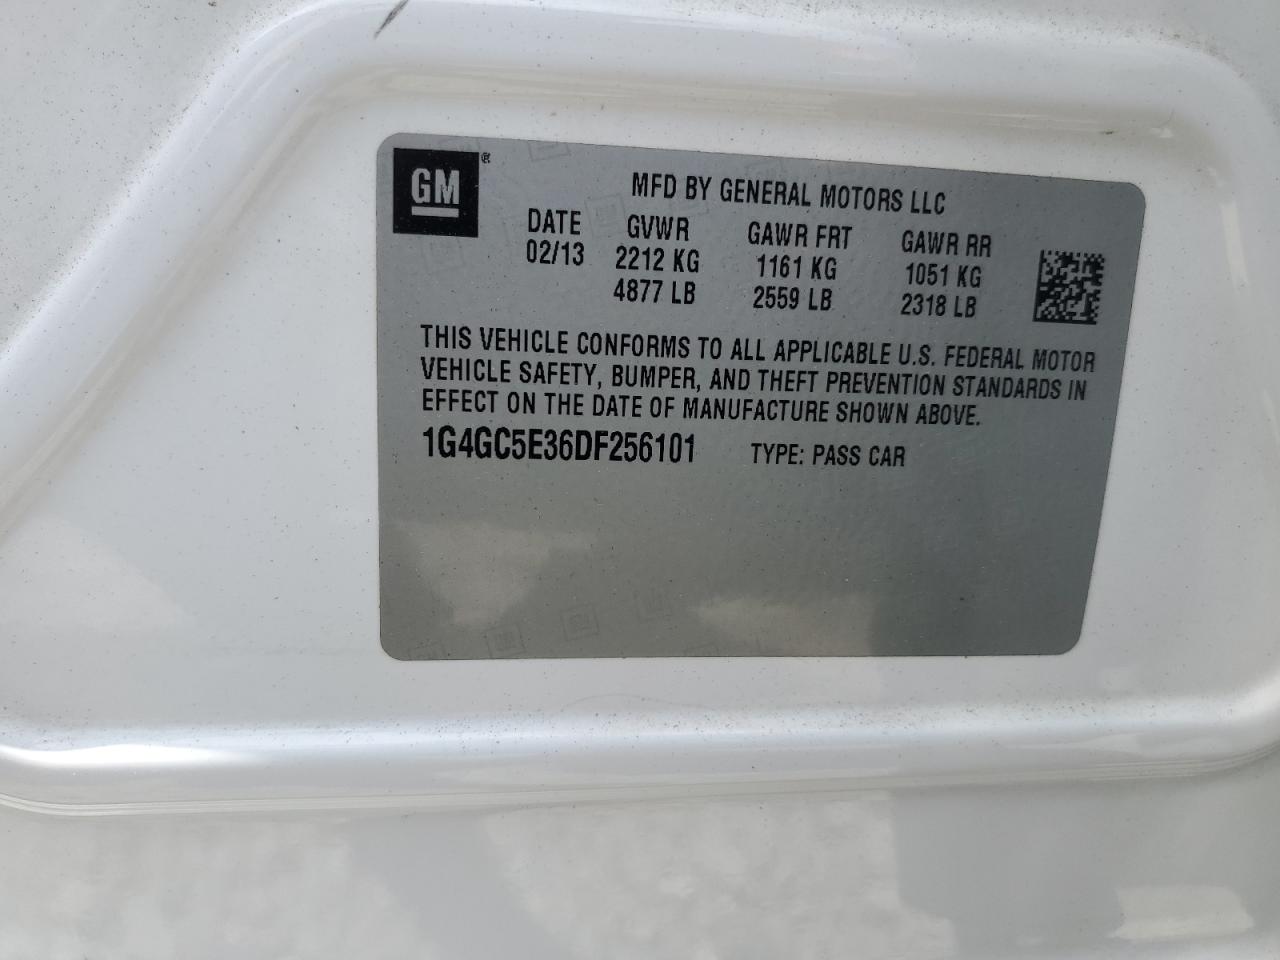 GM®
MFD BY GENERAL MOTORS LLC
DATE GVWR GAWR FRT GAWR RR
02/13 2212 KG 1161 KG 1051 KG
4877 LB 2559 LB 2318 LB
THIS VEHICLE CONFORMS TO ALL APPLICABLE U.S. FEDERAL MOTOR
VEHICLE SAFETY, BUMPER, AND THEFT PREVENTION STANDARDS IN
EFFECT ON THE DATE OF MANUFACTURE SHOWN ABOVE.
1G4GC5E36DF256101 TYPE: PASS CAR